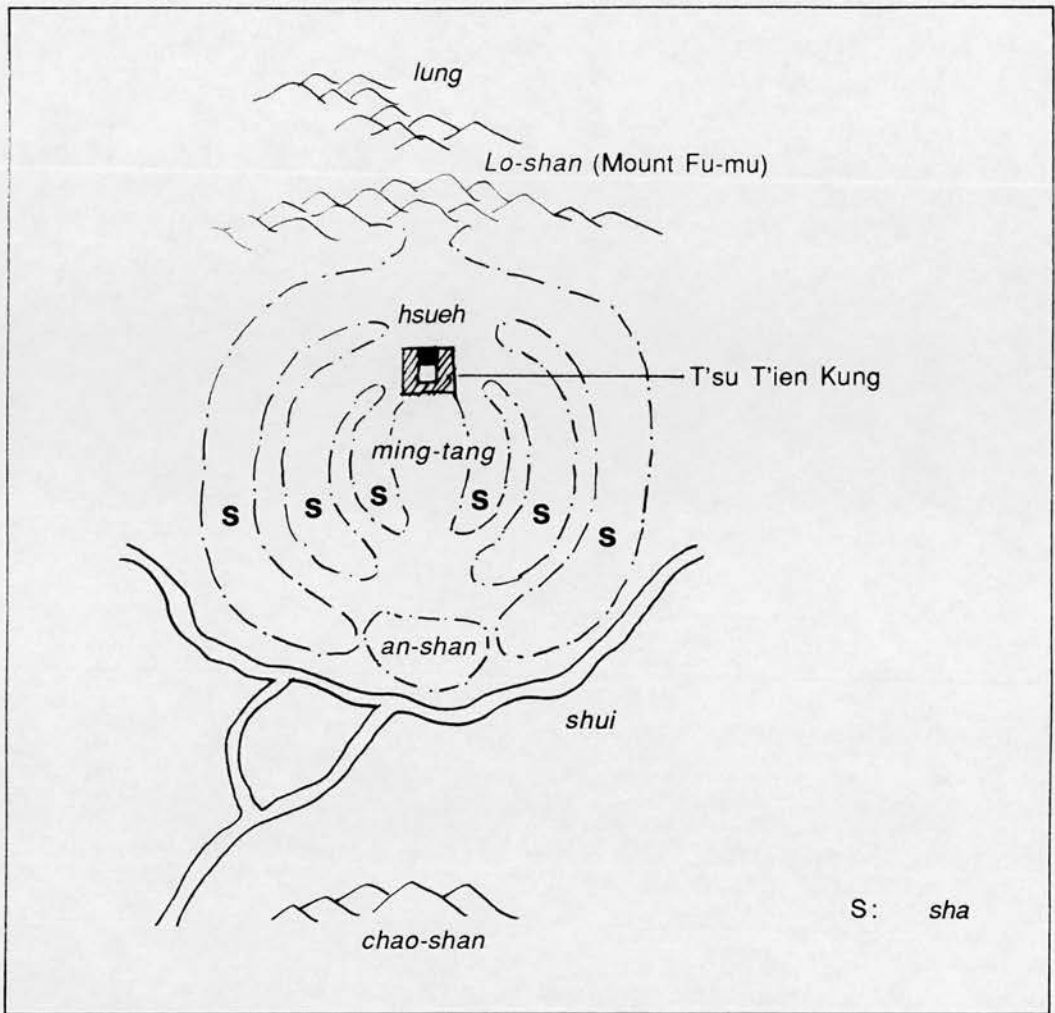 lung
Lo-shan (Mount Fu-mu)
hsueh
T'su T'ien Kung
ming-tang
S S S S S S
an-shan
shui
S: sha
chao-shan